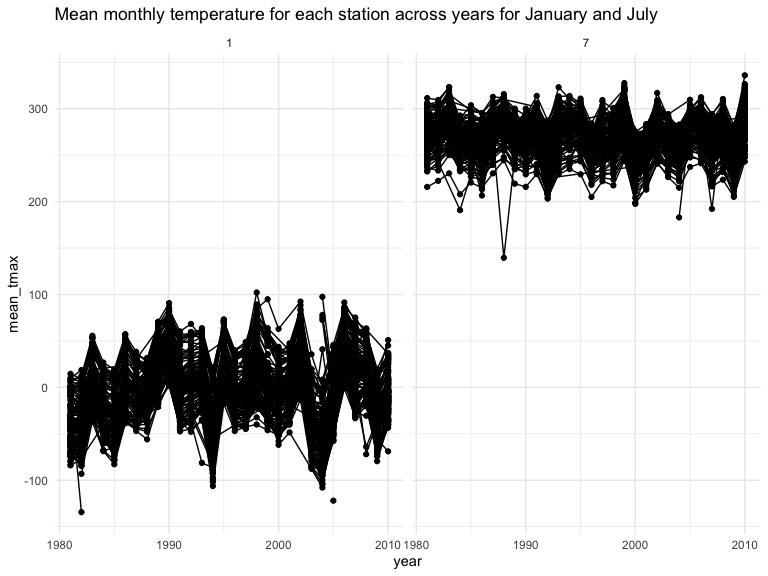 Mean monthly temperature for each station across years for January and July
1 7
300
200
100
0
-100
mean_tmax
1980 1990 2000 2010 1980 1990 2000 2010
year